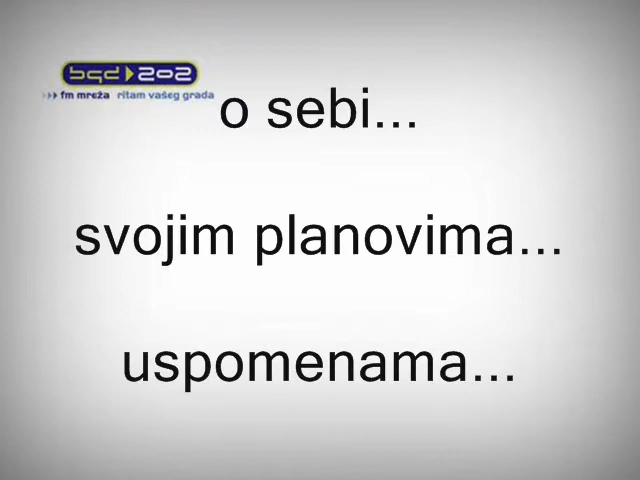 bgd 202
fm mreža ritam vašeg grada
o sebi...
svojim planovima...
uspomenama...